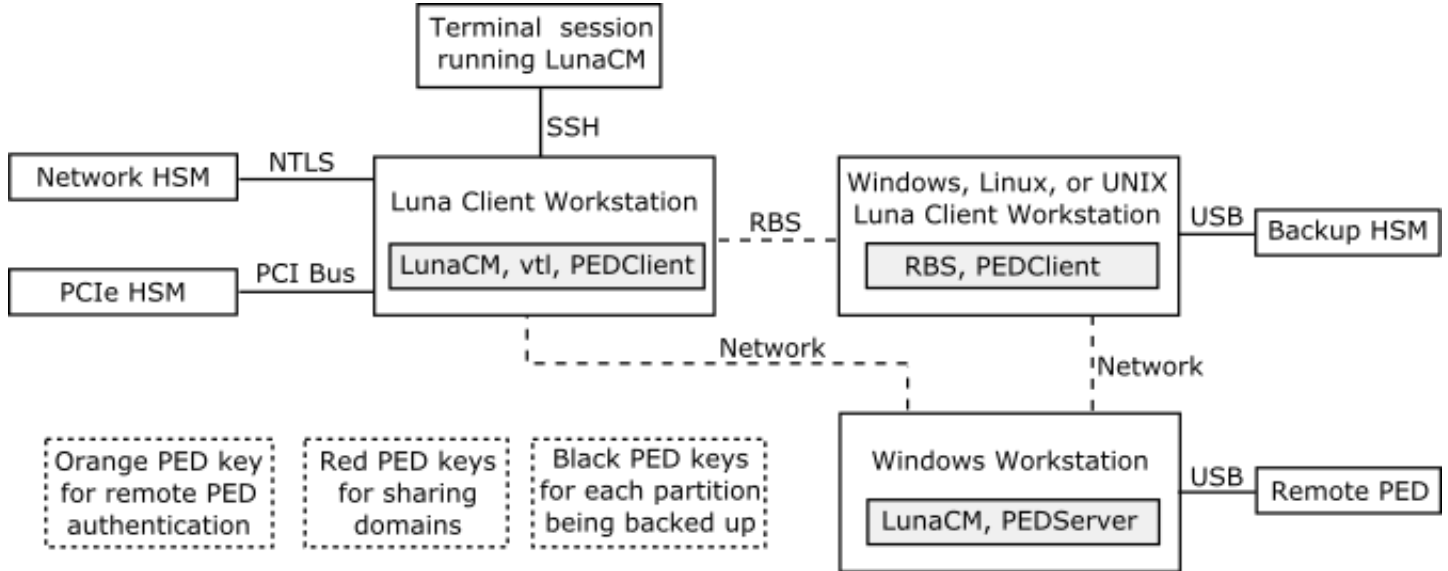 Terminal session
running LunaCM
SSH
Network HSM
NTLS
PCIe HSM
PCI Bus
Luna Client Workstation
LunaCM, vtl, PEDClient
RBS
Windows, Linux, or UNIX
Luna Client Workstation
RBS, PEDClient
USB
Backup HSM
Network
Network
Windows Workstation
LunaCM, PEDServer
USB
Remote PED
Orange PED key
for remote PED
authentication
Red PED keys
for sharing
domains
Black PED keys
for each partition
being backed up